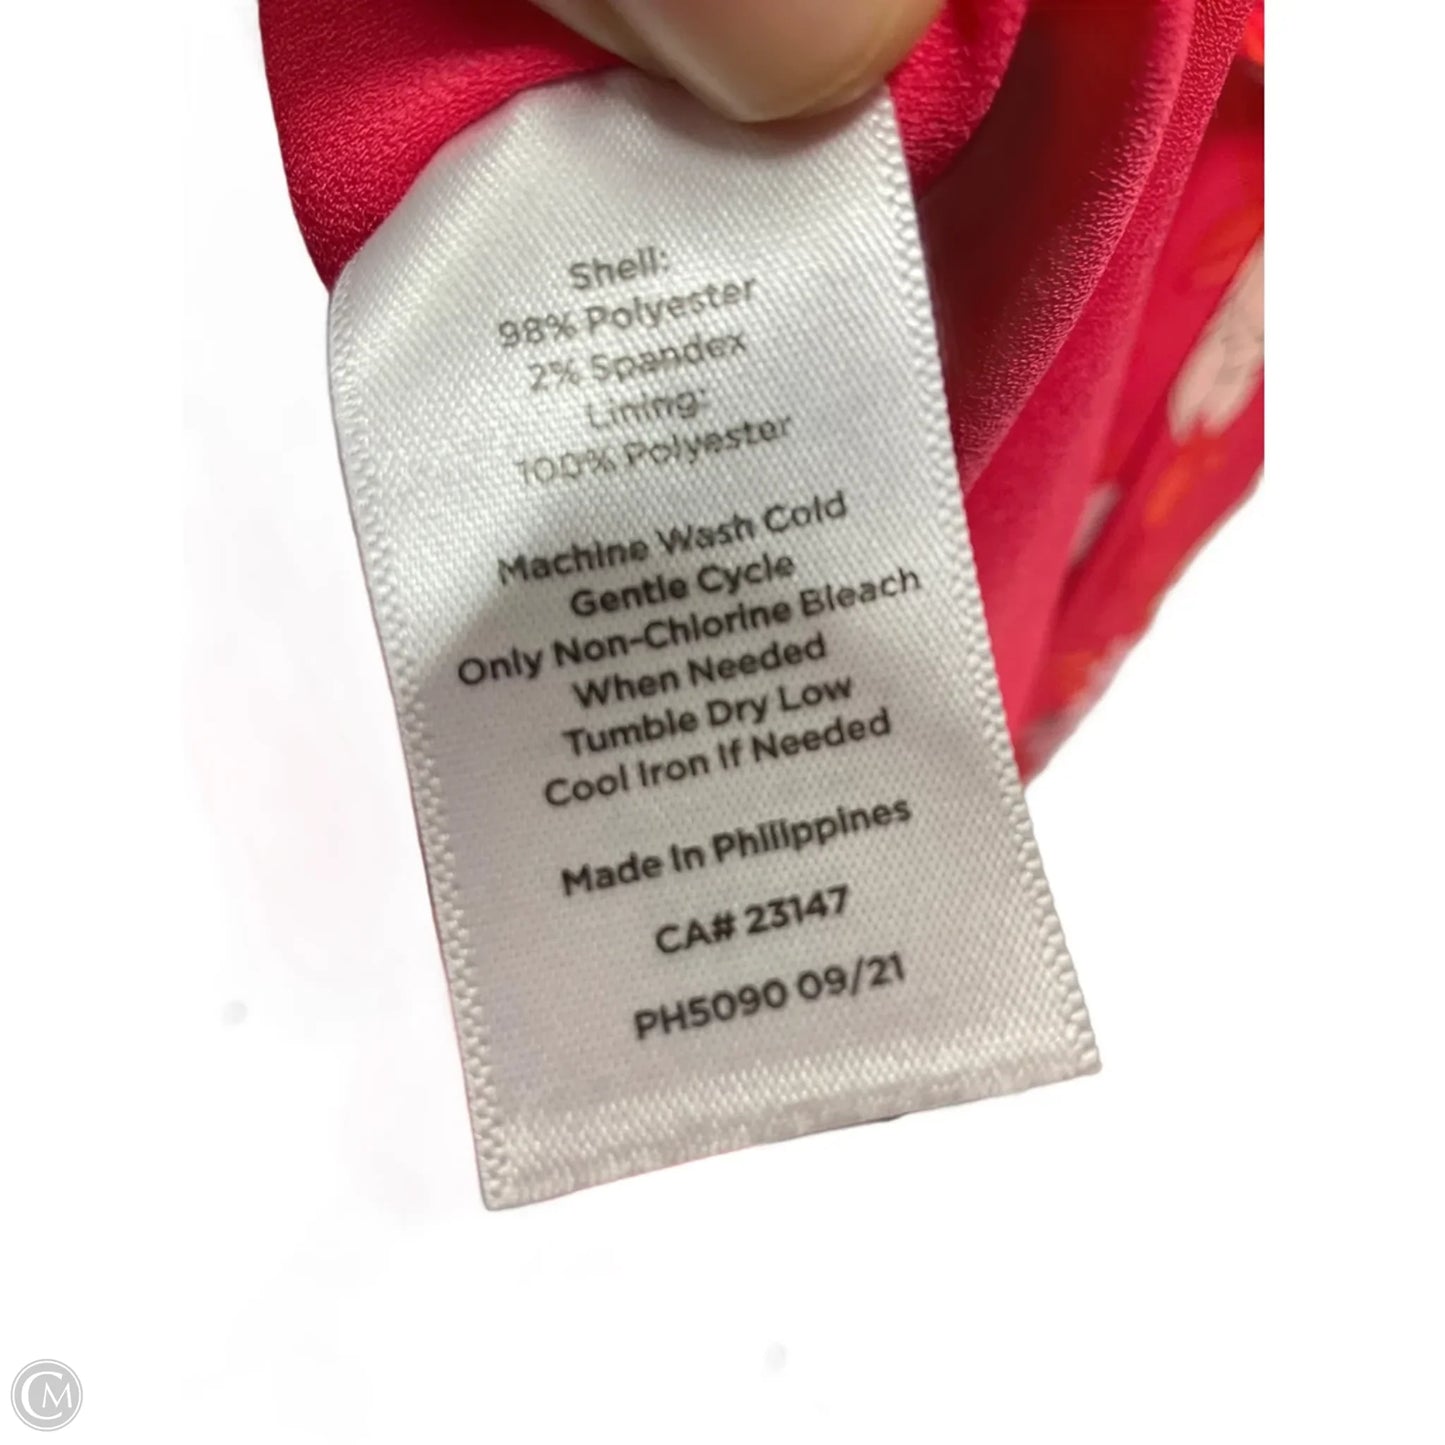 Shell:
98% Polyester
2% Spandex
Lining:
100% Polyester
Machine Wash Cold
Gentle Cycle
Only Non-Chlorine Bleach
When Needed
Tumble Dry Low
Cool Iron If Needed
Made In Philippines
CA# 23147
PH5090 09/21
CM